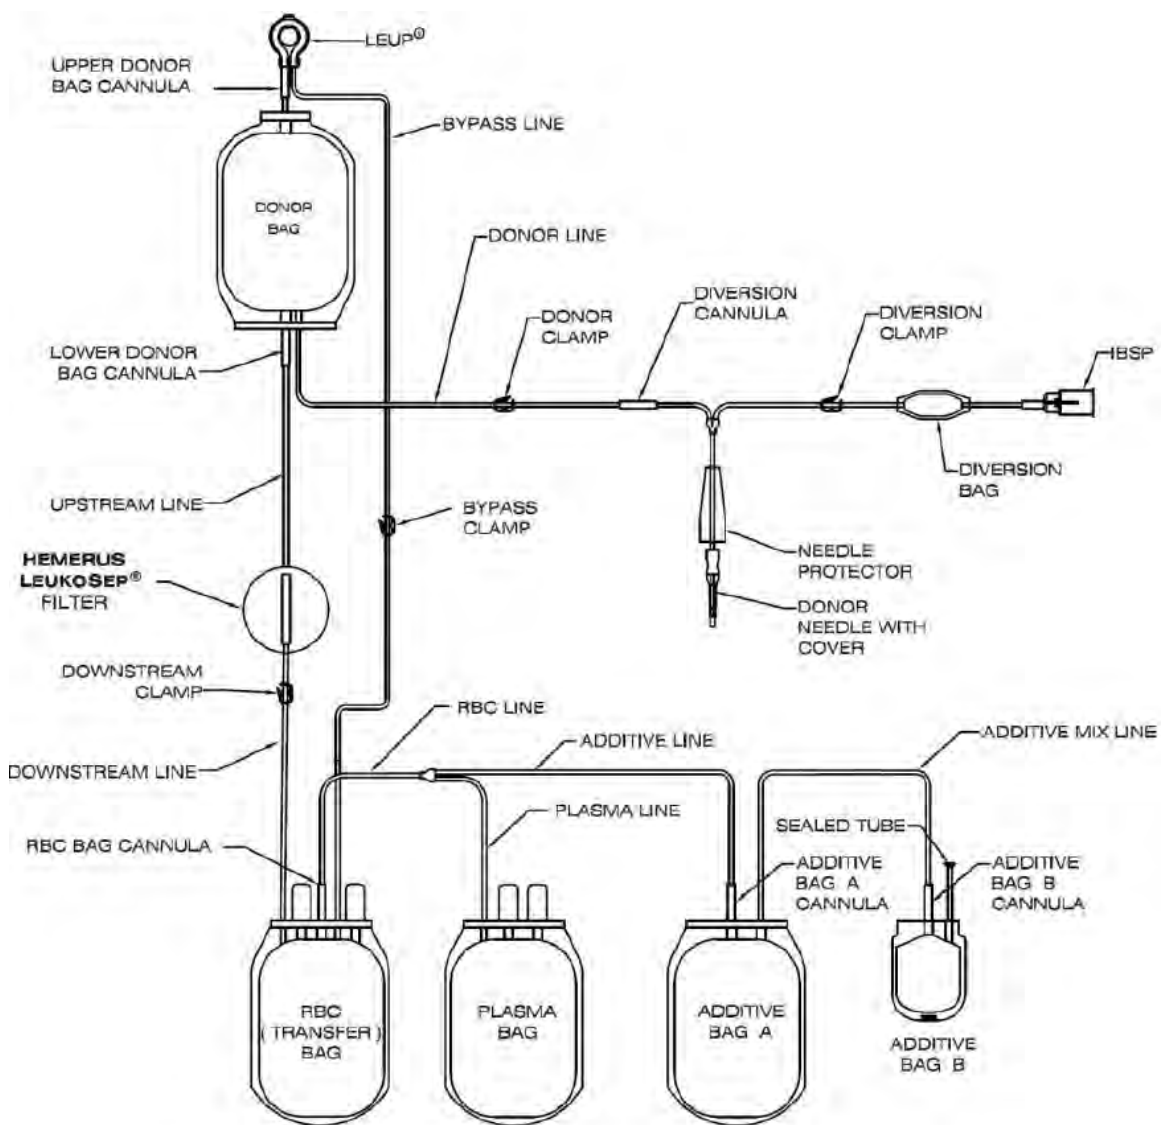 LEUP®
UPPER DONOR
BAG CANNULA
BYPASS LINE
DONOR
BAG
DONOR LINE
DIVERSION
CANNULA
DONOR
CLAMP
DIVERSION
CLAMP
IBSP
LOWER DONOR
BAG CANNULA
DIVERSION
BAG
UPSTREAM LINE
BYPASS
CLAMP
NEEDLE
PROTECTOR
HEMERUS
LEUKOSEP®
FILTER
DONOR
NEEDLE WITH
COVER
DOWNSTREAM
CLAMP
RBC LINE
ADDITIVE LINE
ADDITIVE MIX LINE
DOWNSTREAM LINE
PLASMA LINE
SEALED TUBE
RBC BAG CANNULA
ADDITIVE
BAG A
CANNULA
ADDITIVE
BAG B
CANNULA
RBC
( TRANSFER )
BAG
PLASMA
BAG
ADDITIVE
BAG A
ADDITIVE
BAG B